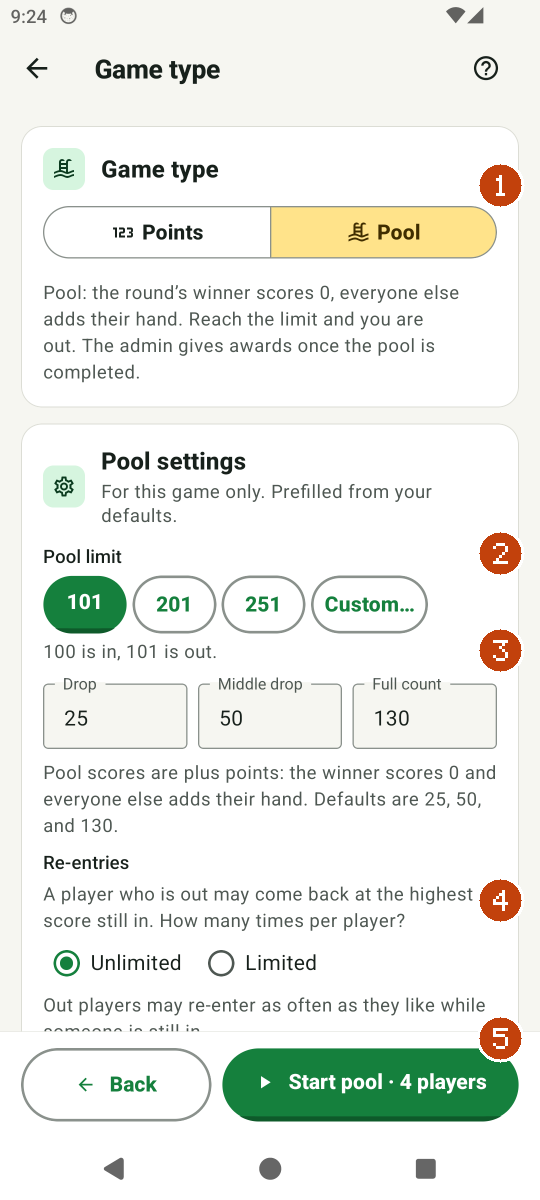 9:24
Game type
Game type
1
123 Points
Pool
Pool: the round's winner scores 0, everyone else
adds their hand. Reach the limit and you are
out. The admin gives awards once the pool is
completed.
Pool settings
For this game only. Prefilled from your
defaults.
Pool limit
2
101
201
251
Custom...
100 is in, 101 is out.
3
Drop
Middle drop
Full count
25
50
130
Pool scores are plus points: the winner scores 0 and
everyone else adds their hand. Defaults are 25, 50,
and 130.
Re-entries
A player who is out may come back at the highest
4
score still in. How many times per player?
Unlimited
Limited
Out players may re-enter as often as they like while
someone is still in
5
Back
Start pool · 4 players